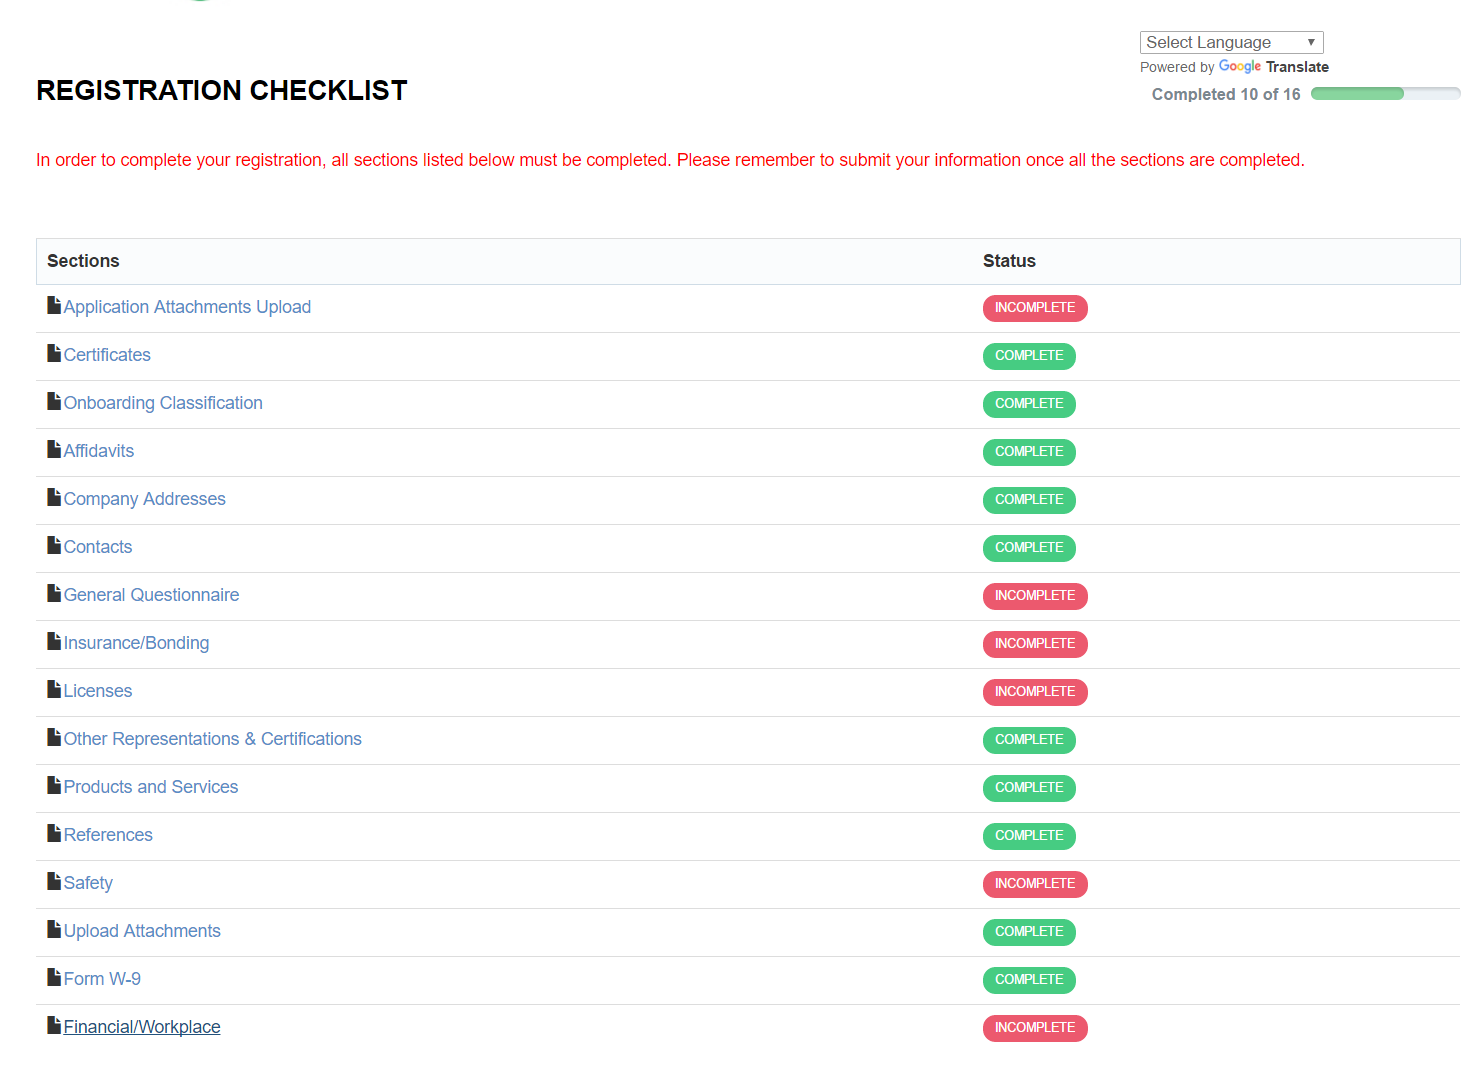 Select Language
Powered by Google Translate
REGISTRATION CHECKLIST
Completed 10 of 16
In order to complete your registration, all sections listed below must be completed. Please remember to submit your information once all the sections are completed.
Sections Status
Application Attachments Upload INCOMPLETE
Certificates COMPLETE
Onboarding Classification COMPLETE
Affidavits COMPLETE
Company Addresses COMPLETE
Contacts COMPLETE
General Questionnaire INCOMPLETE
Insurance/Bonding INCOMPLETE
Licenses INCOMPLETE
Other Representations & Certifications COMPLETE
Products and Services COMPLETE
References COMPLETE
Safety INCOMPLETE
Upload Attachments COMPLETE
Form W-9 COMPLETE
Financial/Workplace INCOMPLETE